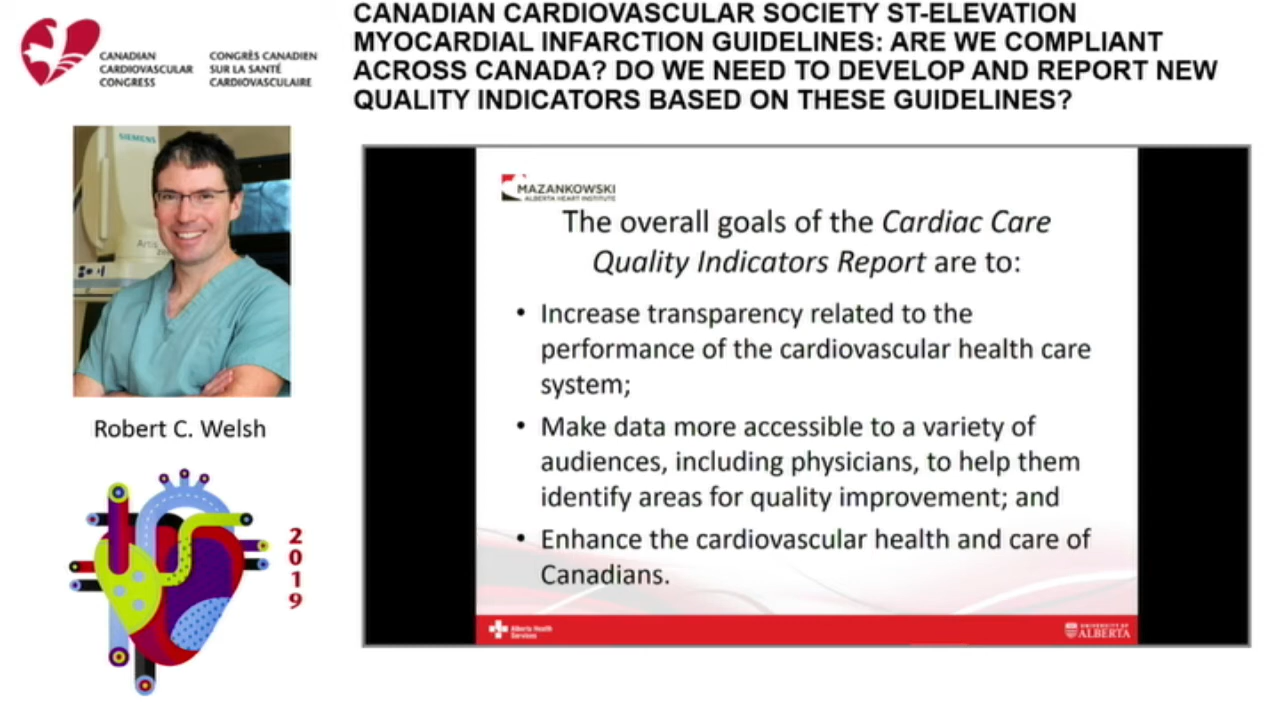 CANADIAN CARDIOVASCULAR SOCIETY ST-ELEVATION
MYOCARDIAL INFARCTION GUIDELINES: ARE WE COMPLIANT
ACROSS CANADA? DO WE NEED TO DEVELOP AND REPORT NEW
QUALITY INDICATORS BASED ON THESE GUIDELINES?
CANADIAN
CARDIOVASCULAR
CONGRESS
CONGRÈS CANADIEN
SUR LA SANTÉ
CARDIOVASCULAIRE
SIEMENS
Artis
Robert C. Welsh
2
0
1
9
MAZANKOWSKI
ALBERTA HEART INSTITUTE
The overall goals of the Cardiac Care
Quality Indicators Report are to:
• Increase transparency related to the
performance of the cardiovascular health care
system;
• Make data more accessible to a variety of
audiences, including physicians, to help them
identify areas for quality improvement; and
• Enhance the cardiovascular health and care of
Canadians.
Alberta Health
Services
UNIVERSITY OF
ALBERTA